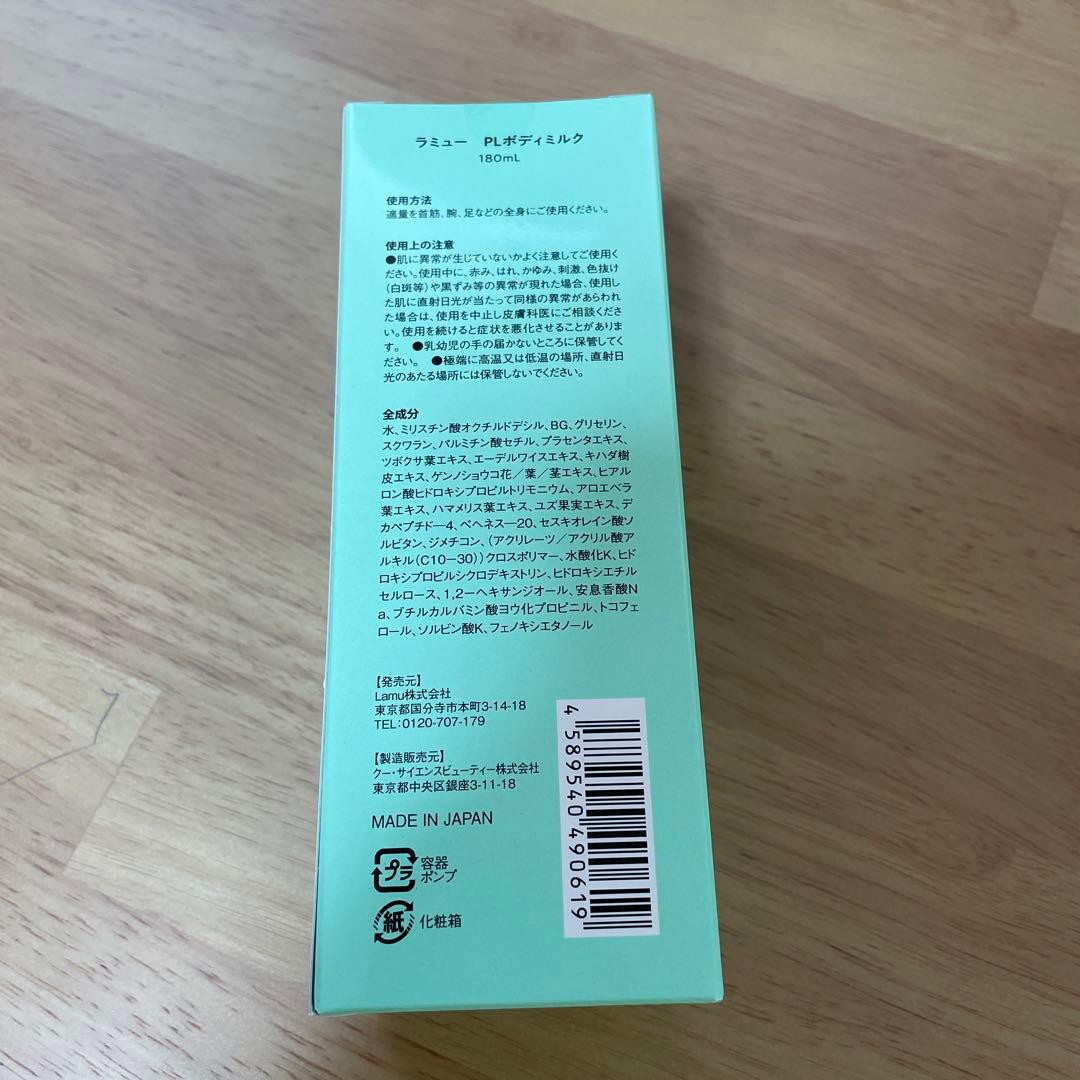 ラミュー　PLボディミルク
180mL
使用方法
適量を首筋、腕、足などの全身にご使用ください。
使用上の注意
●肌に異常が生じていないかよく注意してご使用く
ださい。使用中に、赤み、はれ、かゆみ、刺激、色抜け
（白斑等）や黒ずみ等の異常が現れた場合、使用し
た肌に直射日光が当たって同様の異常があらわれ
た場合は、使用を中止し皮膚科医にご相談くださ
い。使用を続けると症状を悪化させることがありま
す。　●乳幼児の手の届かないところに保管してく
ださい。　●極端に高温又は低温の場所、直射日
光のあたる場所には保管しないでください。
全成分
水、ミリスチン酸オクチルドデシル、BG、グリセリン、
スクワラン、パルミチン酸セチル、プラセンタエキス、
ツボクサ葉エキス、エーデルワイスエキス、キハダ樹
皮エキス、ゲンノショウコ花／葉／茎エキス、ヒアル
ロン酸ヒドロキシプロピルトリモニウム、アロエベラ
葉エキス、ハマメリス葉エキス、ユズ果実エキス、デ
カペプチド—4、ベヘネス—20、セスキオレイン酸ソ
ルビタン、ジメチコン、（アクリレーツ／アクリル酸ア
ルキル（C10—30））クロスポリマー、水酸化K、ヒド
ロキシプロピルシクロデキストリン、ヒドロキシエチル
セルロース、1,2—ヘキサンジオール、安息香酸N
a、ブチルカルバミン酸ヨウ化プロピニル、トコフェ
ロール、ソルビン酸K、フェノキシエタノール
【発売元】
Lamu株式会社
東京都国分寺市本町3-14-18
TEL：0120-707-179
【製造販売元】
クー・サイエンスビューティー株式会社
東京都中央区銀座3-11-18
MADE IN JAPAN
プラ 容器
ポンプ
紙 化粧箱
4 589540 490619